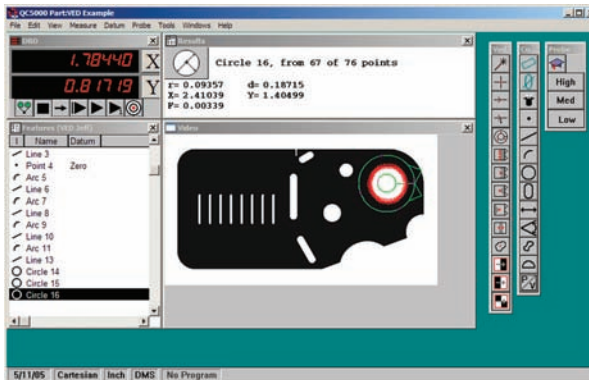 QC5000 Part:VED Example
File Edit View Measure Datum Probe Tools Windows Help
DRO
1.78440 X
0.81719 Y
Results
Circle 16, from 67 of 76 points
r= 0.09357 d= 0.18715
X= 2.41039 Y= 1.40499
F= 0.00339
Features (VED Jeff)
Name Datum
Line 3
Point 4 Zero
Arc 5
Line 6
Arc 7
Line 8
Arc 9
Line 10
Arc 11
Line 13
Circle 14
Circle 15
Circle 16
Video
Probe
High
Med
Low
5/11/05 Cartesian Inch DMS No Program